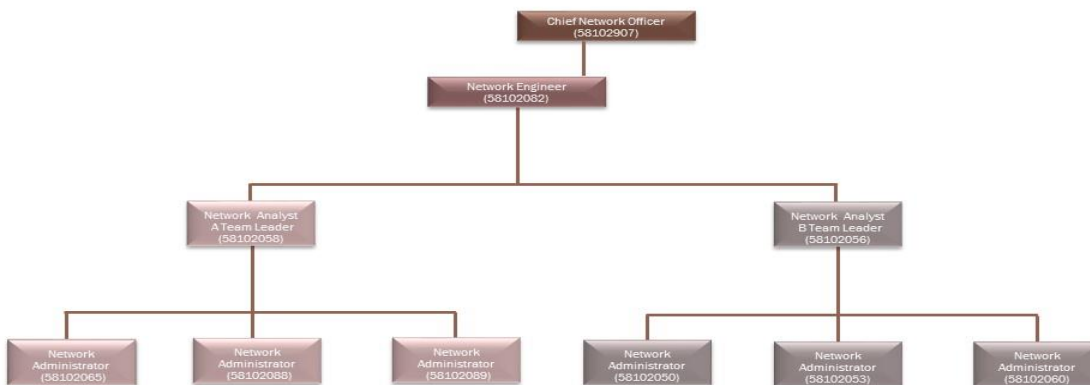 Chief Network Officer
(58102907)
Network Engineer
(58102082)
Network Analyst
A Team Leader
(58102058)
Network Analyst
B Team Leader
(58102056)
Network
Administrator
(58102065)
Network
Administrator
(58102088)
Network
Administrator
(58102089)
Network
Administrator
(58102050)
Network
Administrator
(58102053)
Network
Administrator
(58102060)